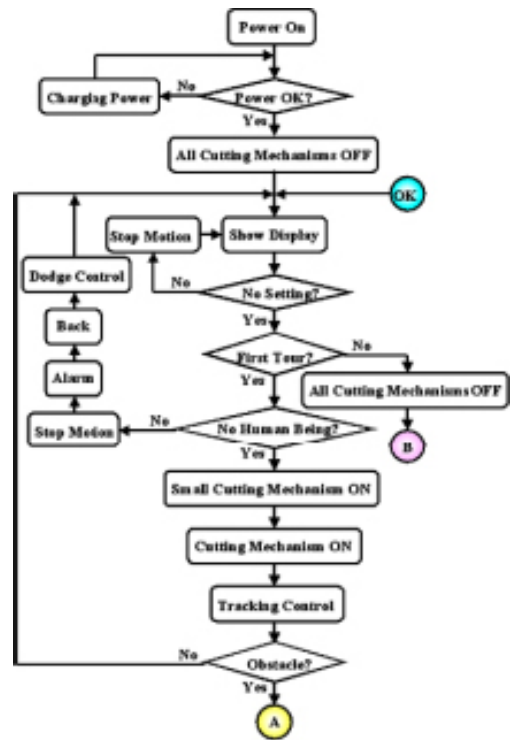 Power On
No
Charging Power
Power OK?
Yes
All Cutting Mechanisms OFF
OK
Stop Motion
Show Display
Dodge Control
No
No Setting?
Yes
Back
No
First Tour?
Yes
Alarm
All Cutting Mechanisms OFF
No
Stop Motion
No Human Being?
B
Yes
Small Cutting Mechanism ON
Cutting Mechanism ON
Tracking Control
No
Obstacle?
Yes
A